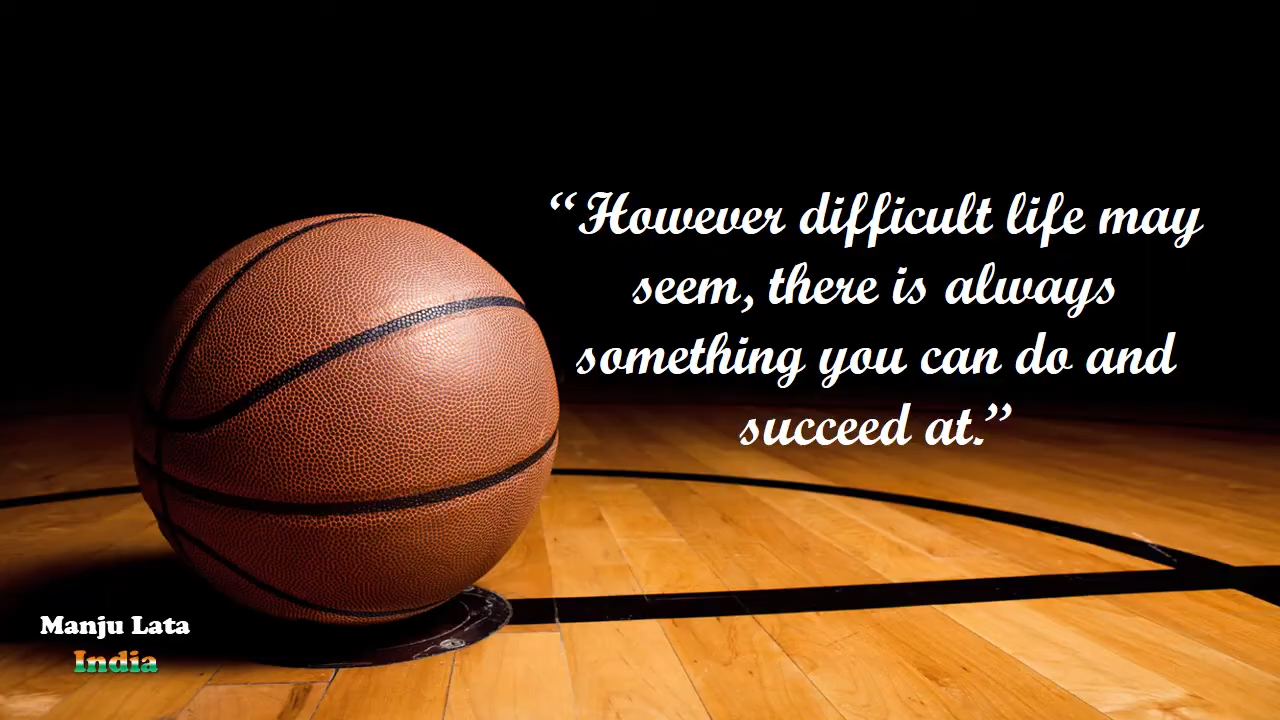 “However difficult life may
seem, there is always
something you can do and
succeed at.”
Manju Lata
India